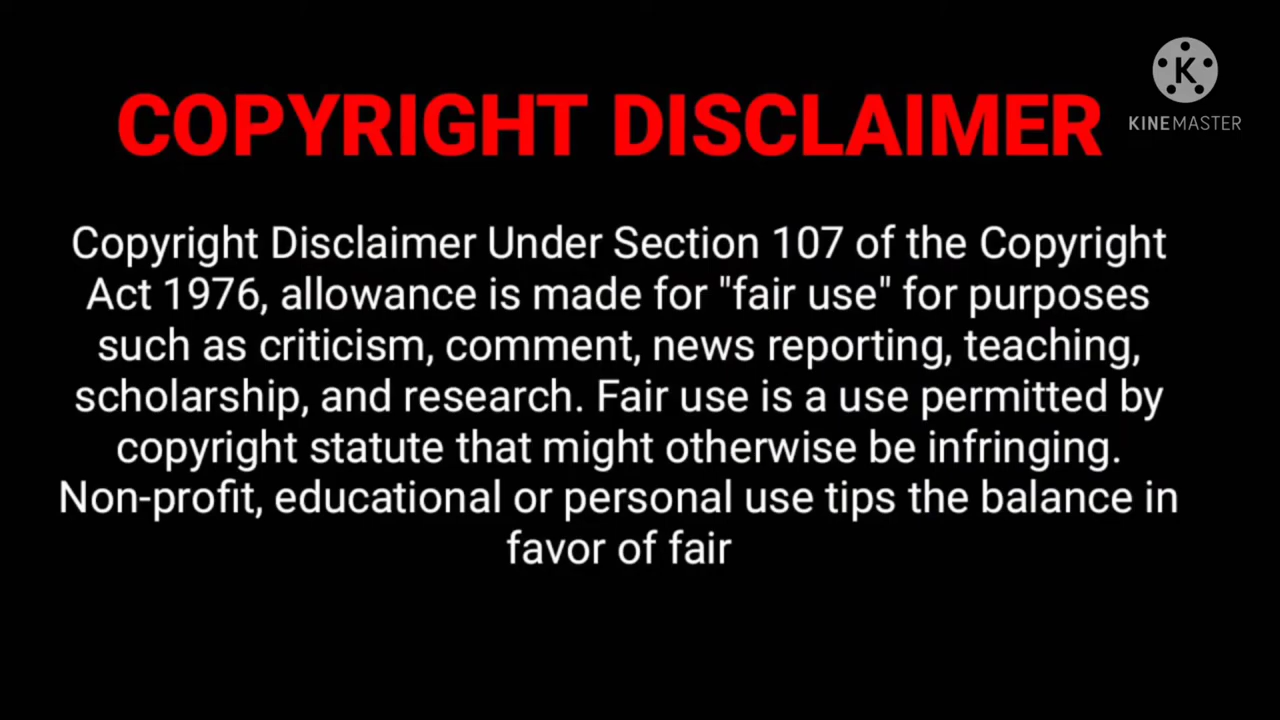 COPYRIGHT DISCLAIMER
K
KINEMASTER
Copyright Disclaimer Under Section 107 of the Copyright
Act 1976, allowance is made for "fair use" for purposes
such as criticism, comment, news reporting, teaching,
scholarship, and research. Fair use is a use permitted by
copyright statute that might otherwise be infringing.
Non-profit, educational or personal use tips the balance in
favor of fair